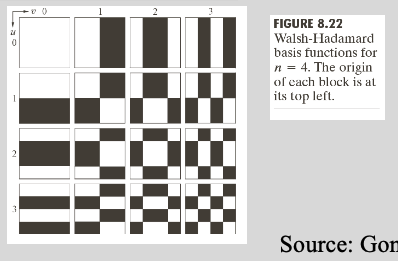 v 0 1 2 3
u
0
1
2
3
FIGURE 8.22
Walsh-Hadamard
basis functions for
n = 4. The origin
of each block is at
its top left.
Source: Gon